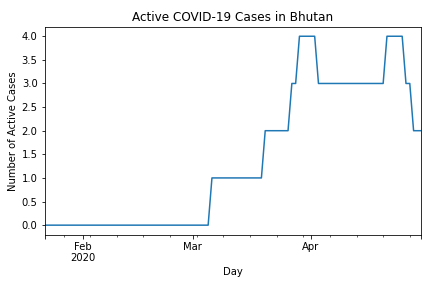 Active COVID-19 Cases in Bhutan
4.0
3.5
3.0
2.5
2.0
1.5
1.0
0.5
0.0
Number of Active Cases
Feb
2020
Mar
Apr
Day